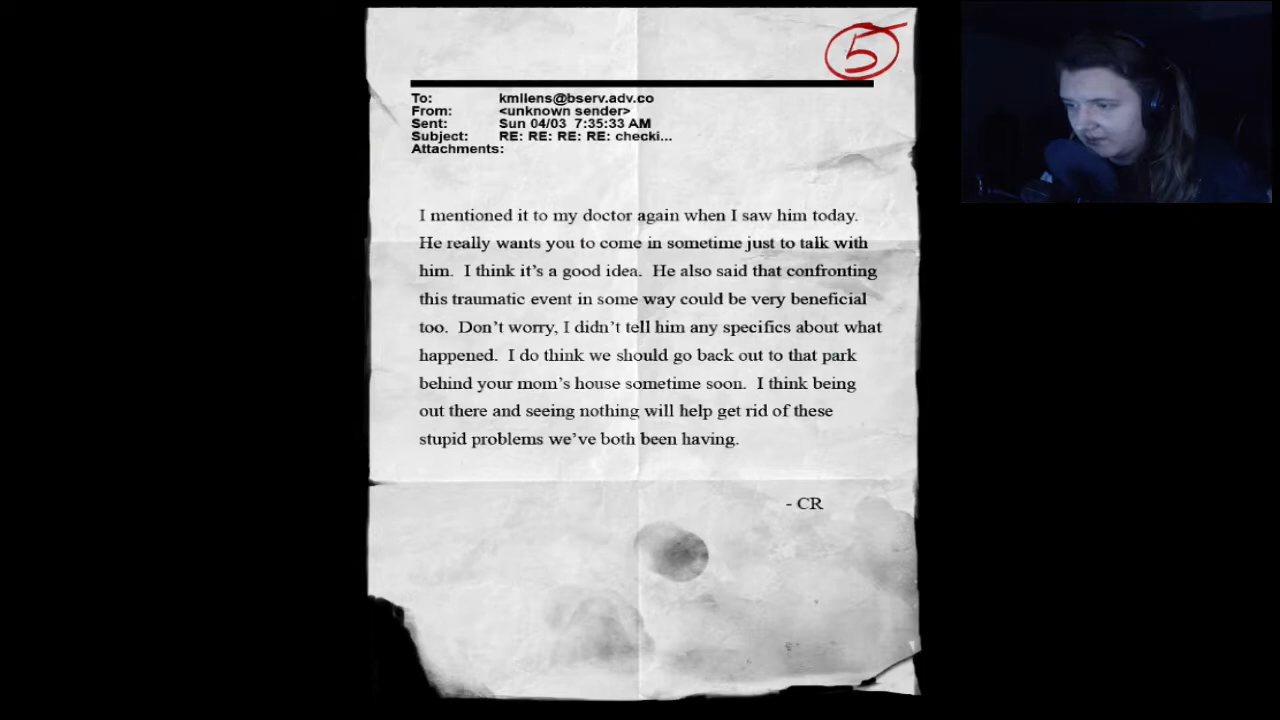 5
To: kmllens@bserv.adv.co
From: <unknown sender>
Sent: Sun 04/03 7:35:33 AM
Subject: RE: RE: RE: RE: checki...
Attachments:
I mentioned it to my doctor again when I saw him today.
He really wants you to come in sometime just to talk with
him. I think it's a good idea. He also said that confronting
this traumatic event in some way could be very beneficial
too. Don't worry, I didn't tell him any specifics about what
happened. I do think we should go back out to that park
behind your mom's house sometime soon. I think being
out there and seeing nothing will help get rid of these
stupid problems we've both been having.
- CR